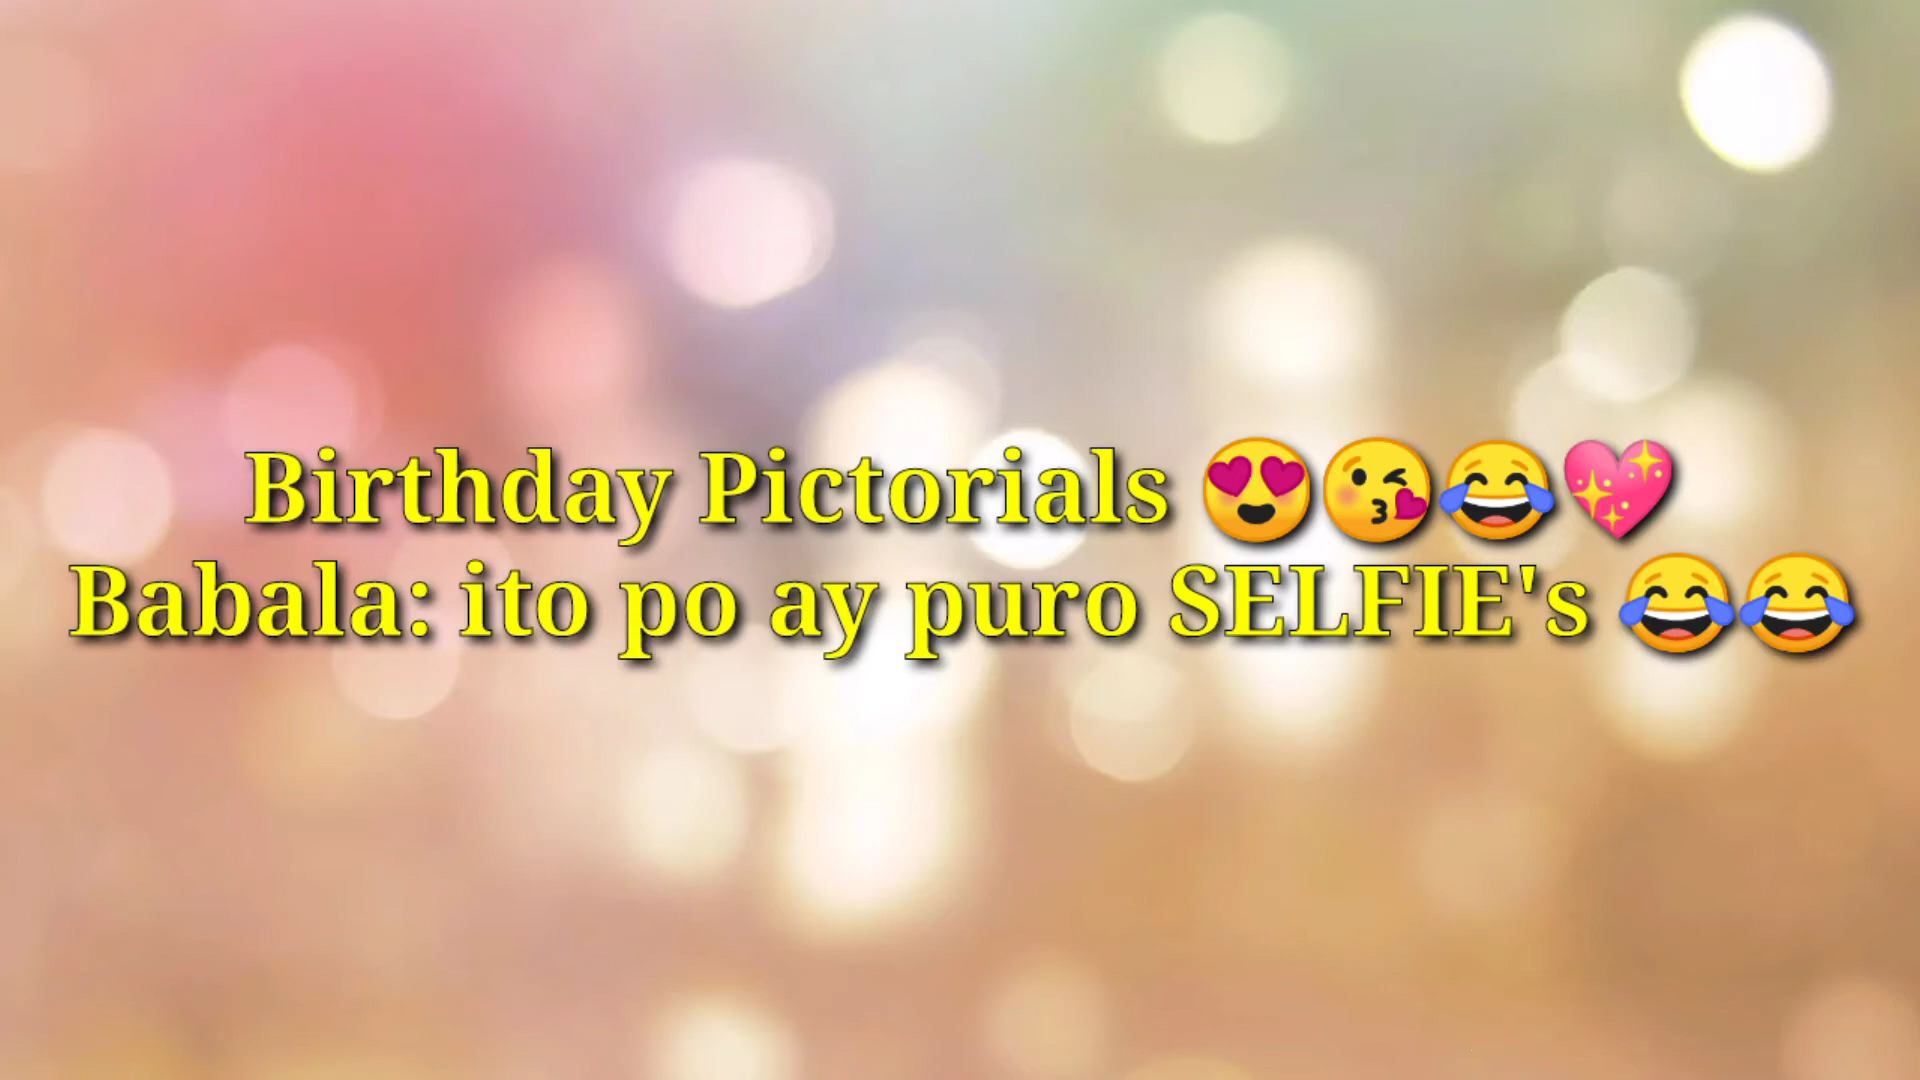 Birthday Pictorials 😍😘😂💖
Babala: ito po ay puro SELFIE's 😂😂